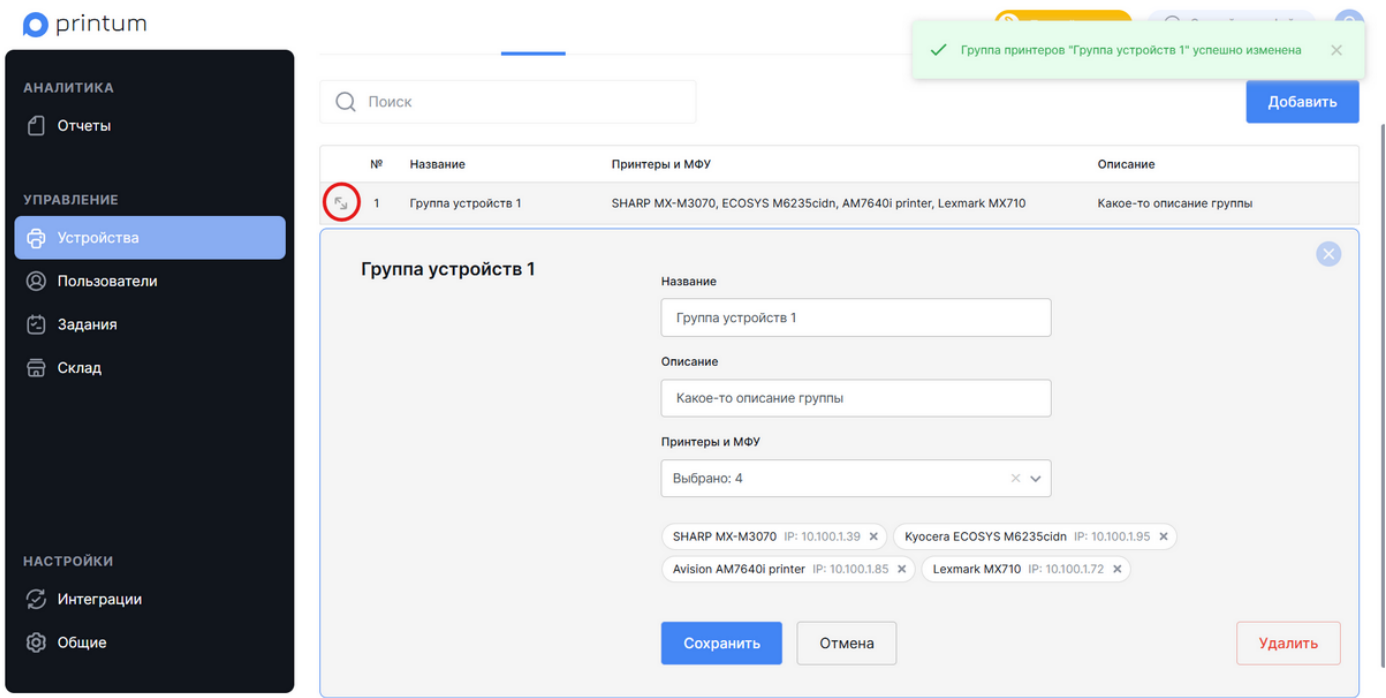 printum
Группа принтеров "Группа устройств 1" успешно изменена
АНАЛИТИКА
Отчеты
УПРАВЛЕНИЕ
Устройства
Пользователи
Задания
Склад
НАСТРОЙКИ
Интеграции
Общие
Поиск
Добавить
№ Название Принтеры и МФУ Описание
1 Группа устройств 1 SHARP MX-M3070, ECOSYS M6235cidn, AM7640i printer, Lexmark MX710 Какое-то описание группы
Группа устройств 1
Название
Группа устройств 1
Описание
Какое-то описание группы
Принтеры и МФУ
Выбрано: 4
SHARP MX-M3070 IP: 10.100.1.39 Kyocera ECOSYS M6235cidn IP: 10.100.1.95
Avision AM7640i printer IP: 10.100.1.85 Lexmark MX710 IP: 10.100.1.72
Сохранить Отмена Удалить